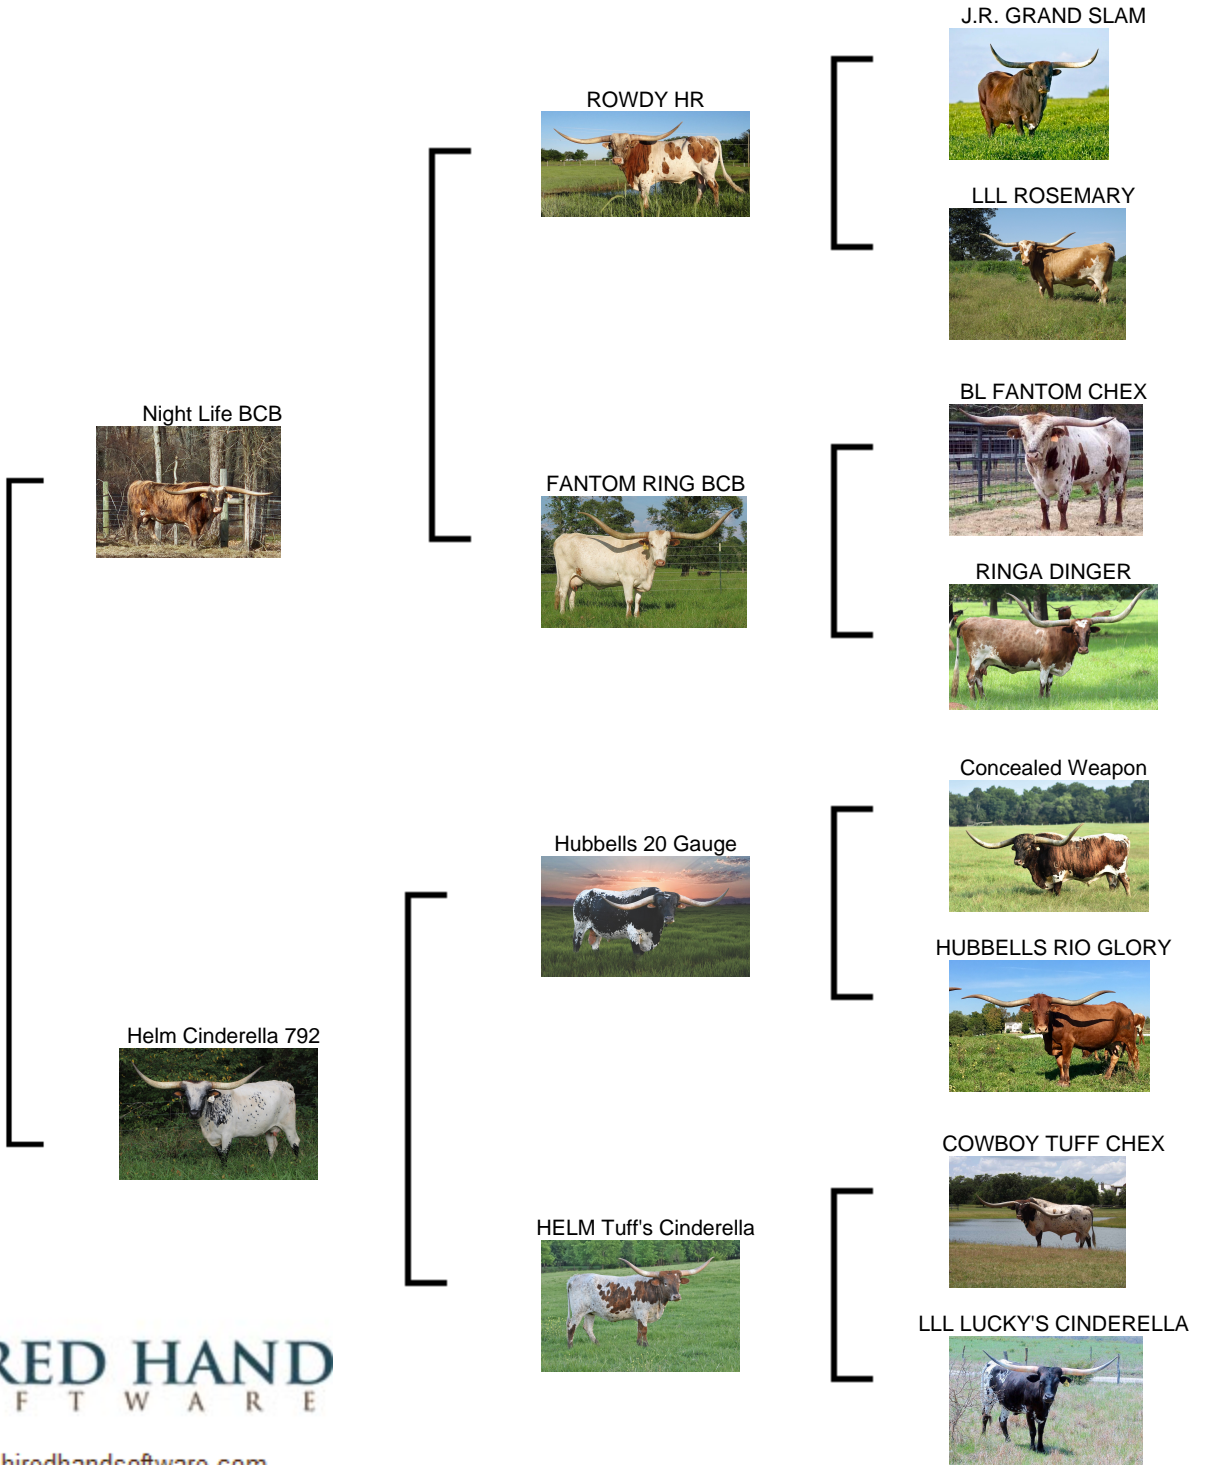 J.R. GRAND SLAM
ROWDY HR
LLL ROSEMARY
Night Life BCB
BL FANTOM CHEX
FANTOM RING BCB
RINGA DINGER
Concealed Weapon
Hubbells 20 Gauge
HUBBELLS RIO GLORY
Helm Cinderella 792
COWBOY TUFF CHEX
HELM Tuff's Cinderella
LLL LUCKY'S CINDERELLA
RED HAND
F T W A R E
hiredhandsoftware.com